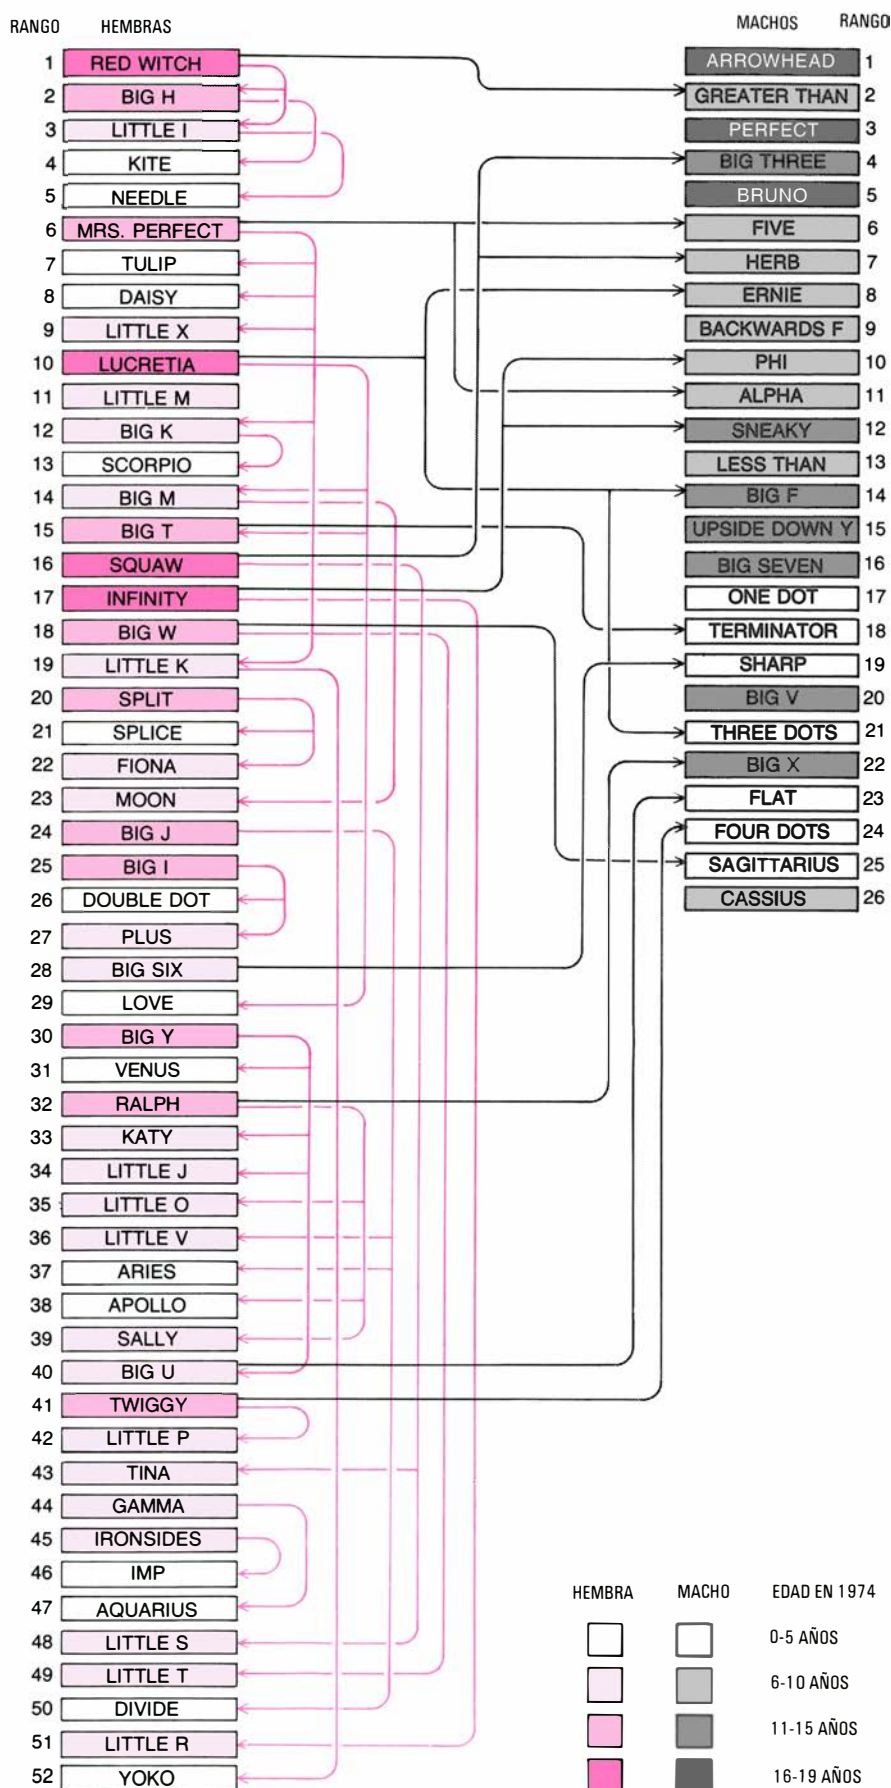 RANGO HEMBRAS MACHOS RANGO
1 RED WITCH ARROWHEAD 1
2 BIG H GREATER THAN 2
3 LITTLE I PERFECT 3
4 KITE BIG THREE 4
5 NEEDLE BRUNO 5
6 MRS. PERFECT FIVE 6
7 TULIP HERB 7
8 DAISY ERNIE 8
9 LITTLE X BACKWARDS F 9
10 LUCRETIA PHI 10
11 LITTLE M ALPHA 11
12 BIG K SNEAKY 12
13 SCORPIO LESS THAN 13
14 BIG M BIG F 14
15 BIG T UPSIDE DOWN Y 15
16 SQUAW BIG SEVEN 16
17 INFINITY ONE DOT 17
18 BIG W TERMINATOR 18
19 LITTLE K SHARP 19
20 SPLIT BIG V 20
21 SPLICE THREE DOTS 21
22 FIONA BIG X 22
23 MOON FLAT 23
24 BIG J FOUR DOTS 24
25 BIG I SAGITTARIUS 25
26 DOUBLE DOT CASSIUS 26
27 PLUS
28 BIG SIX
29 LOVE
30 BIG Y
31 VENUS
32 RALPH
33 KATY
34 LITTLE J
35 LITTLE O
36 LITTLE V
37 ARIES
38 APOLLO
39 SALLY
40 BIG U
41 TWIGGY
42 LITTLE P
43 TINA
44 GAMMA
45 IRONSIDES
46 IMP
47 AQUARIUS
48 LITTLE S
49 LITTLE T
50 DIVIDE
51 LITTLE R
52 YOKO
HEMBRA MACHO EDAD EN 1974
0-5 AÑOS
6-10 AÑOS
11-15 AÑOS
16-19 AÑOS